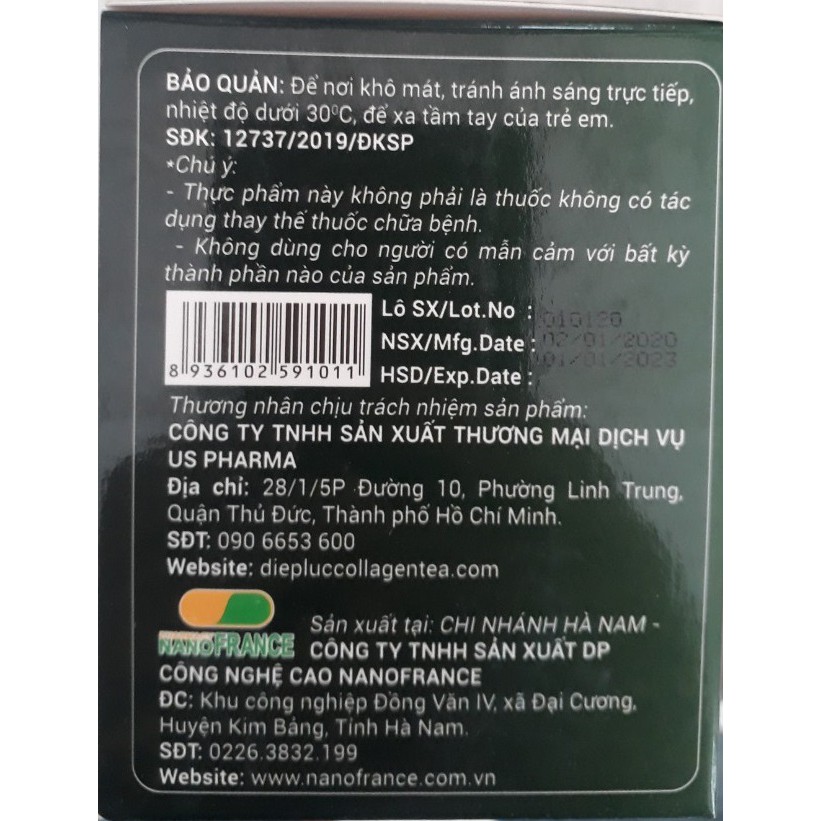 BẢO QUẢN: Để nơi khô mát, tránh ánh sáng trực tiếp,
nhiệt độ dưới 30⁰C, để xa tầm tay của trẻ em.
SĐK: 12737/2019/ĐKSP
*Chú ý:
- Thực phẩm này không phải là thuốc không có tác
dụng thay thế thuốc chữa bệnh.
- Không dùng cho người có mẫn cảm với bất kỳ
thành phần nào của sản phẩm.
Lô SX/Lot.No : 010120
NSX/Mfg.Date : 02/01/2020
01/01/2023
HSD/Exp.Date :
8 936102 591011
Thương nhân chịu trách nhiệm sản phẩm:
CÔNG TY TNHH SẢN XUẤT THƯƠNG MẠI DỊCH VỤ
US PHARMA
Địa chỉ: 28/1/5P Đường 10, Phường Linh Trung,
Quận Thủ Đức, Thành phố Hồ Chí Minh.
SĐT: 090 6653 600
Website: diepluccollagentea.com
NANOFRANCE
Sản xuất tại: CHI NHÁNH HÀ NAM -
CÔNG TY TNHH SẢN XUẤT DP
CÔNG NGHỆ CAO NANOFRANCE
ĐC: Khu công nghiệp Đồng Văn IV, xã Đại Cương,
Huyện Kim Bảng, Tỉnh Hà Nam.
SĐT: 0226.3832.199
Website: www.nanofrance.com.vn